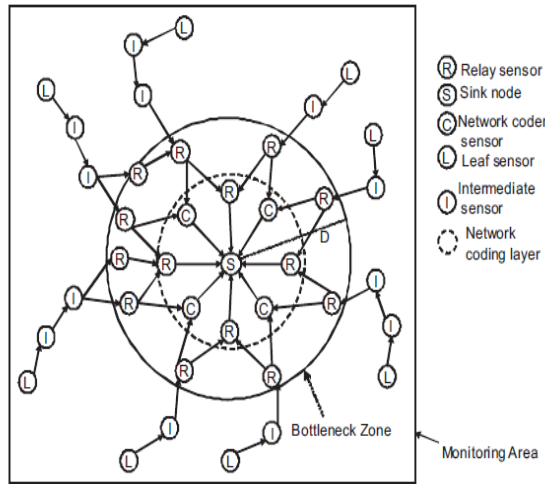 L
I
L
L I
I
I L
R R
I R I
R R
R C C
D
R R S R
I
I R C C R
I R I
R R L
L
I I
L L
Bottleneck Zone
Monitoring Area
R Relay sensor
S Sink node
C Network coder
sensor
L Leaf sensor
I Intermediate
sensor
Network
coding layer